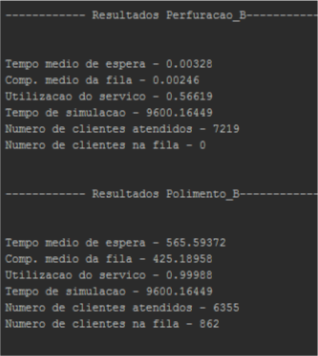 ------------ Resultados Perfuracao_B------------
Tempo medio de espera - 0.00328
Comp. medio da fila - 0.00246
Utilizacao do servico - 0.56619
Tempo de simulacao - 9600.16449
Numero de clientes atendidos - 7219
Numero de clientes na fila - 0
------------ Resultados Polimento_B------------
Tempo medio de espera - 565.59372
Comp. medio da fila - 425.18958
Utilizacao do servico - 0.99988
Tempo de simulacao - 9600.16449
Numero de clientes atendidos - 6355
Numero de clientes na fila - 862